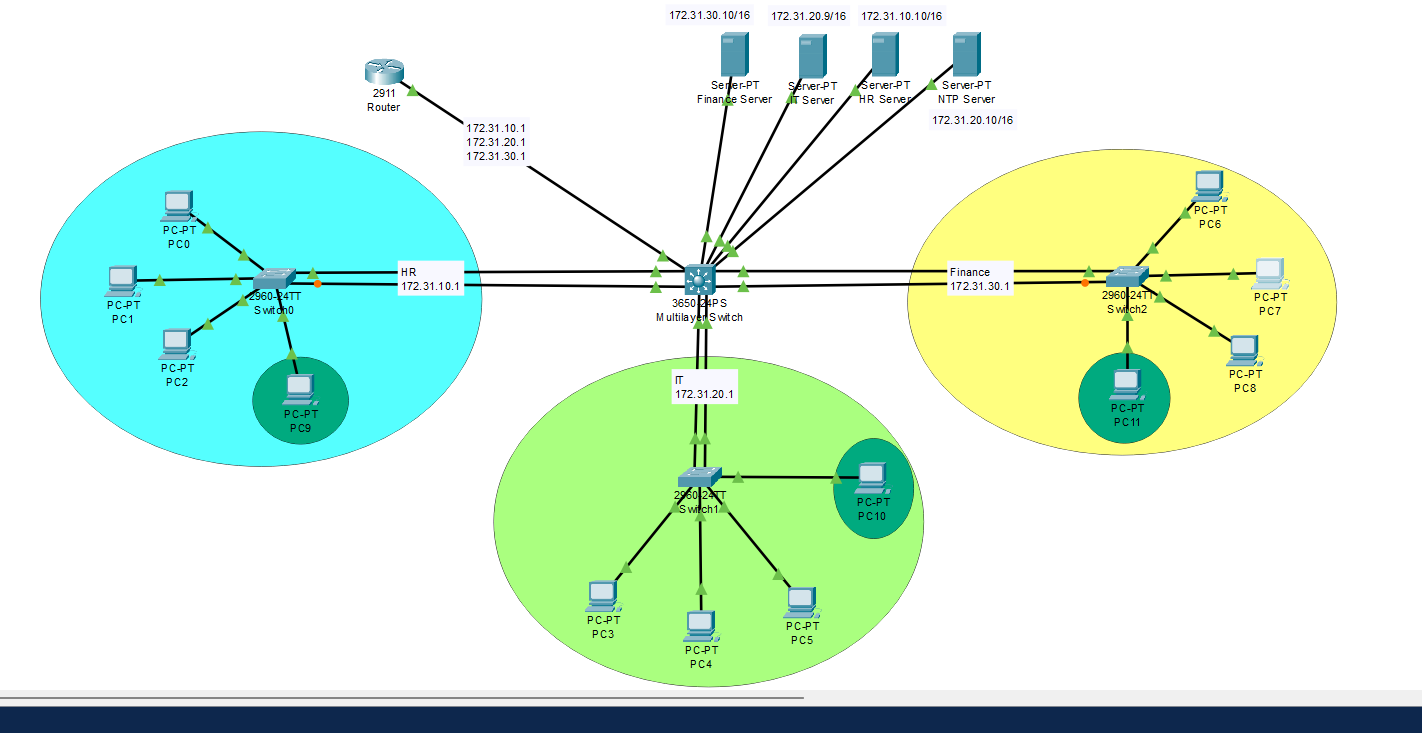 172.31.30.10/16
172.31.20.9/16
172.31.10.10/16
2911
Router
Server-PT
Finance Server
Server-PT
IT Server
Server-PT
HR Server
Server-PT
NTP Server
172.31.20.10/16
172.31.10.1
172.31.20.1
172.31.30.1
PC-PT
PC0
PC-PT
PC1
PC-PT
PC2
PC-PT
PC9
2960-24TT
Switch0
HR
172.31.10.1
3650-24PS
Multilayer Switch
Finance
172.31.30.1
2960-24TT
Switch2
PC-PT
PC6
PC-PT
PC7
PC-PT
PC8
PC-PT
PC11
IT
172.31.20.1
2960-24TT
Switch1
PC-PT
PC10
PC-PT
PC3
PC-PT
PC4
PC-PT
PC5